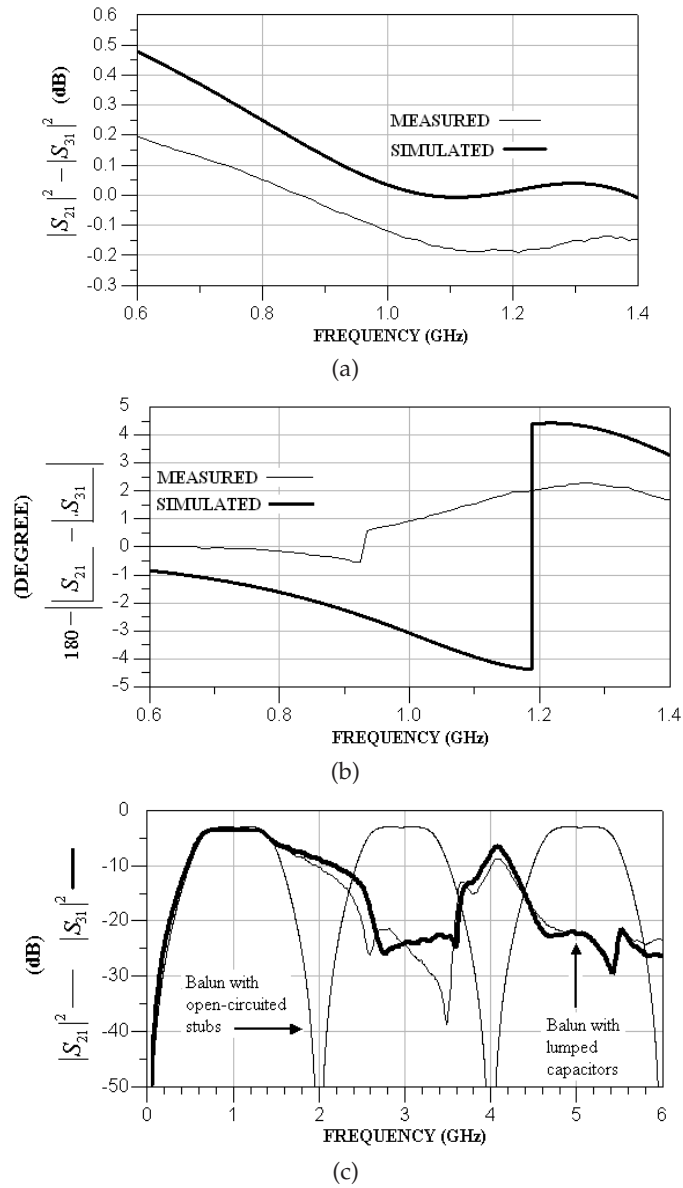 0.6
0.5
0.4
0.3
0.2
0.1
0.0
-0.1
-0.2
-0.3
|S21|² −|S31|² (dB)
MEASURED
SIMULATED
0.6 0.8 1.0 1.2 1.4
FREQUENCY (GHz)
(a)
5
4
3
2
1
0
-1
-2
-3
-4
-5
(DEGREE)
180 − ||S21 − |S31||
MEASURED
SIMULATED
0.6 0.8 1.0 1.2 1.4
FREQUENCY (GHz)
(b)
0
-10
-20
-30
-40
-50
((dB)
|S21|² — |S31|² —
Balun with
open-circuited
stubs
Balun with
lumped
capacitors
0 1 2 3 4 5 6
FREQUENCY (GHz)
(c)